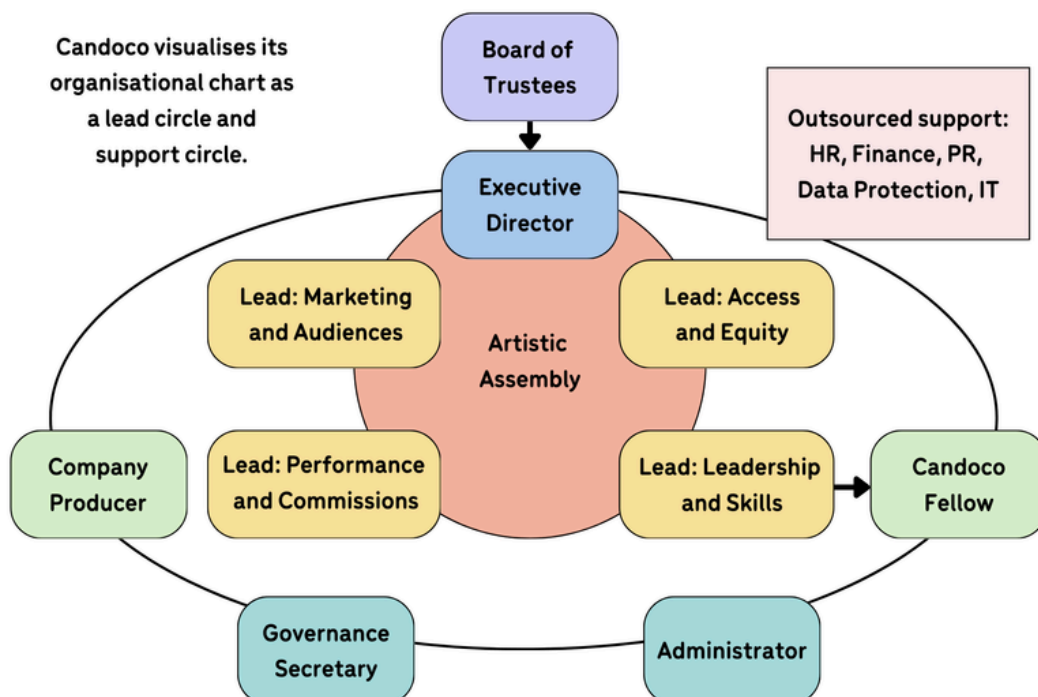 Candoco visualises its
organisational chart as
a lead circle and
support circle.
Board of
Trustees
Outsourced support:
HR, Finance, PR,
Data Protection, IT
Executive
Director
Lead: Marketing
and Audiences
Lead: Access
and Equity
Artistic
Assembly
Company
Producer
Lead: Performance
and Commissions
Lead: Leadership
and Skills
Candoco
Fellow
Governance
Secretary
Administrator